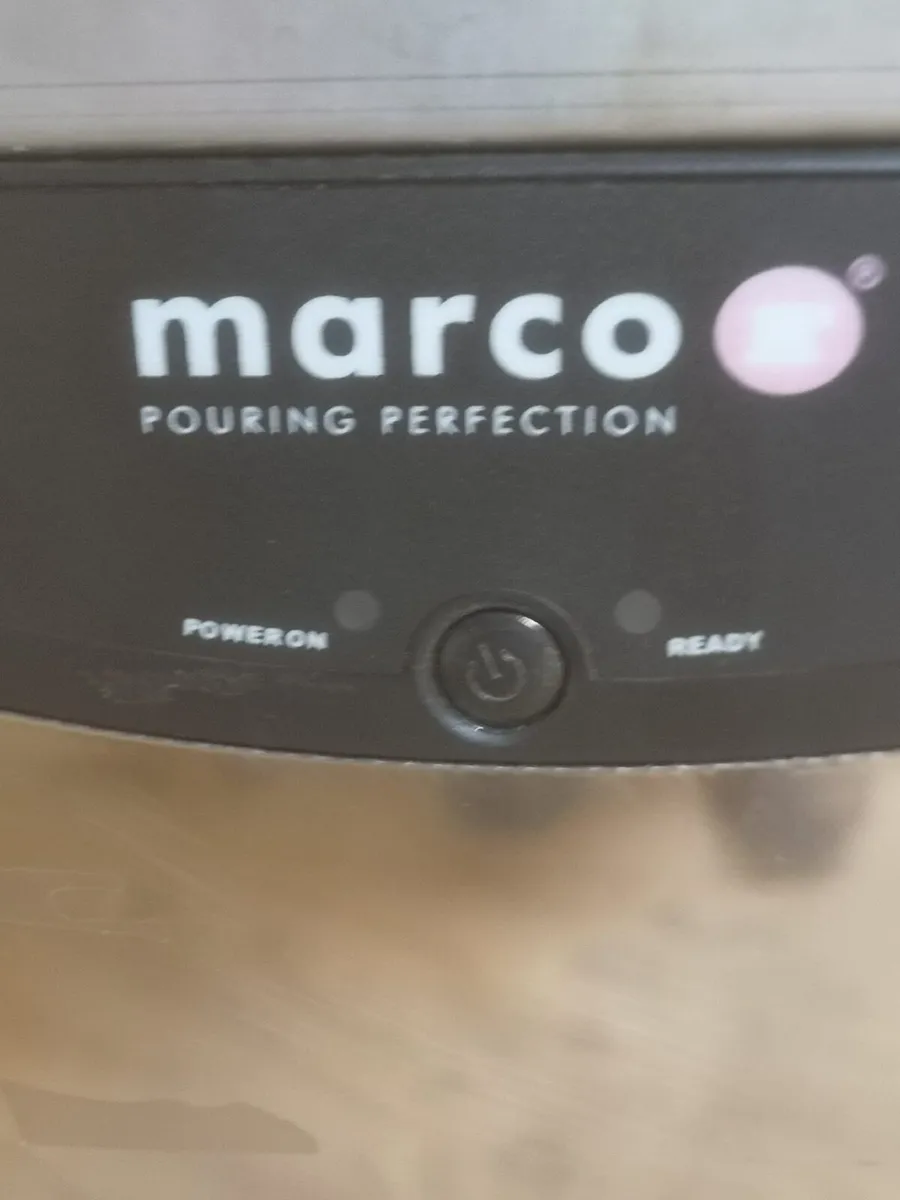 marco ®
POURING PERFECTION
POWER ON
READY